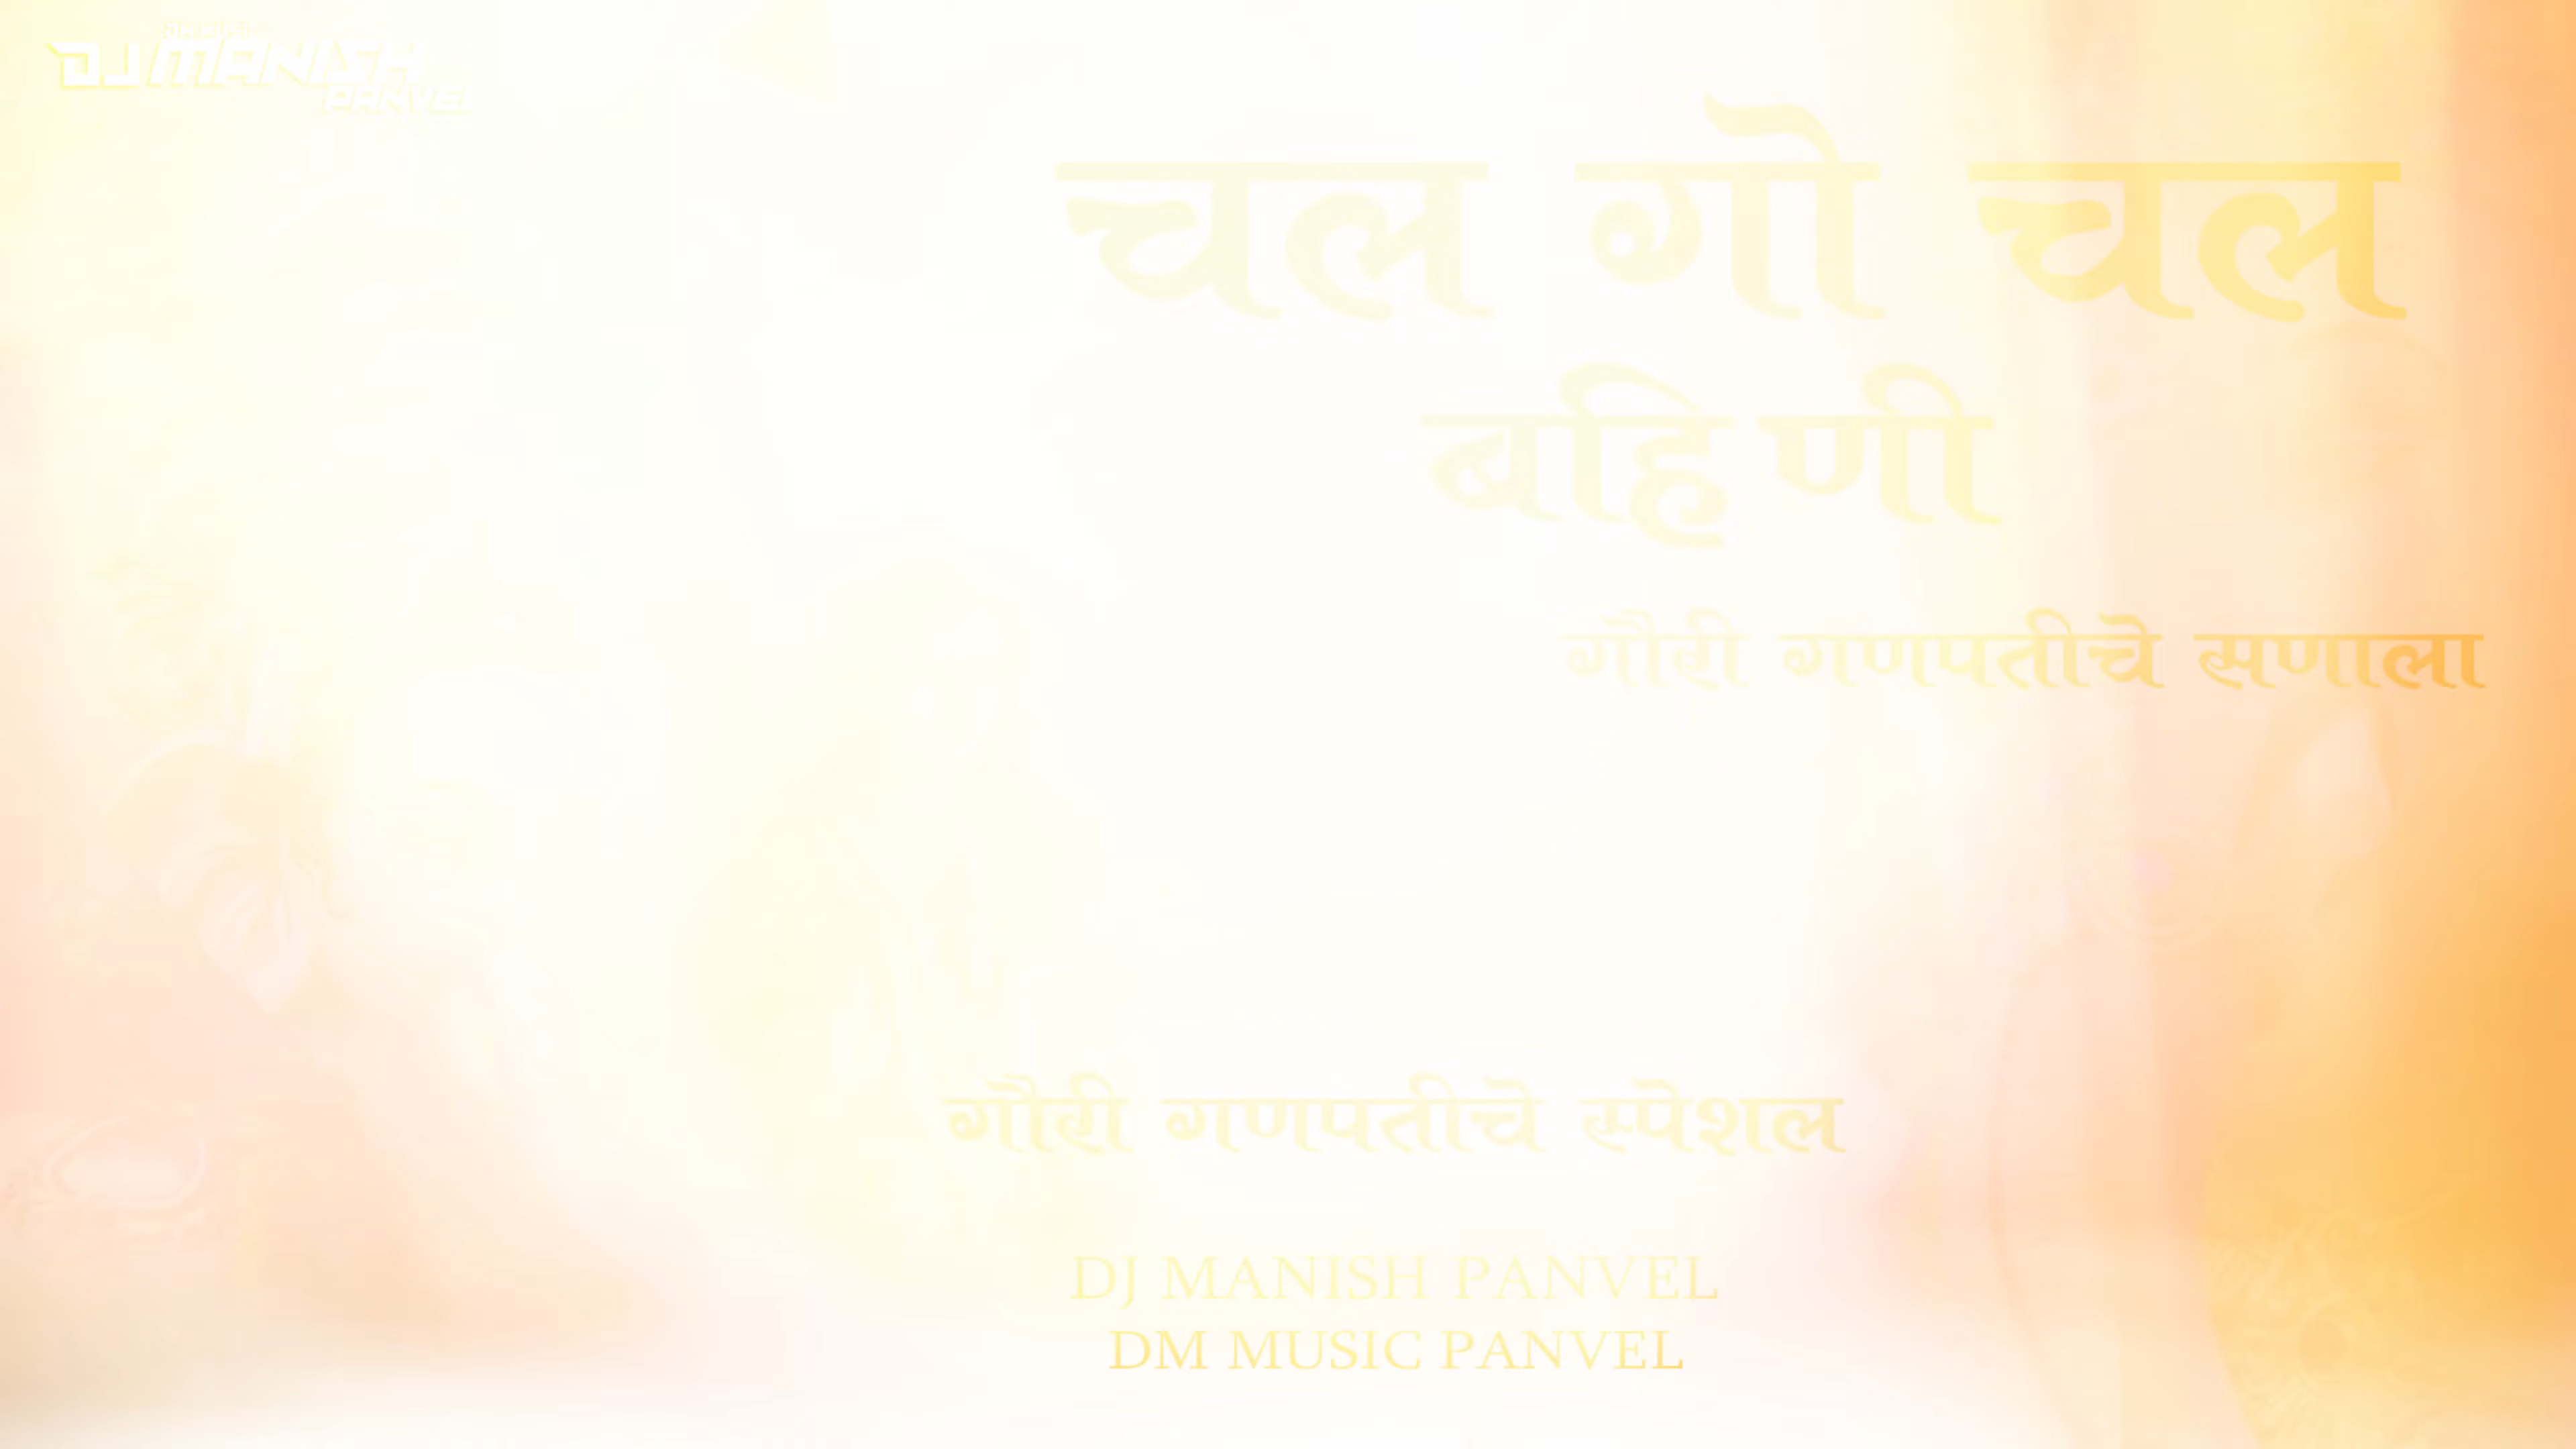 DJ MANISH
PANVEL
चल गो चल
बहिणी
गौरी गणपतीचे सणाला
गौरी गणपतीचे स्पेशल
DJ MANISH PANVEL
DM MUSIC PANVEL